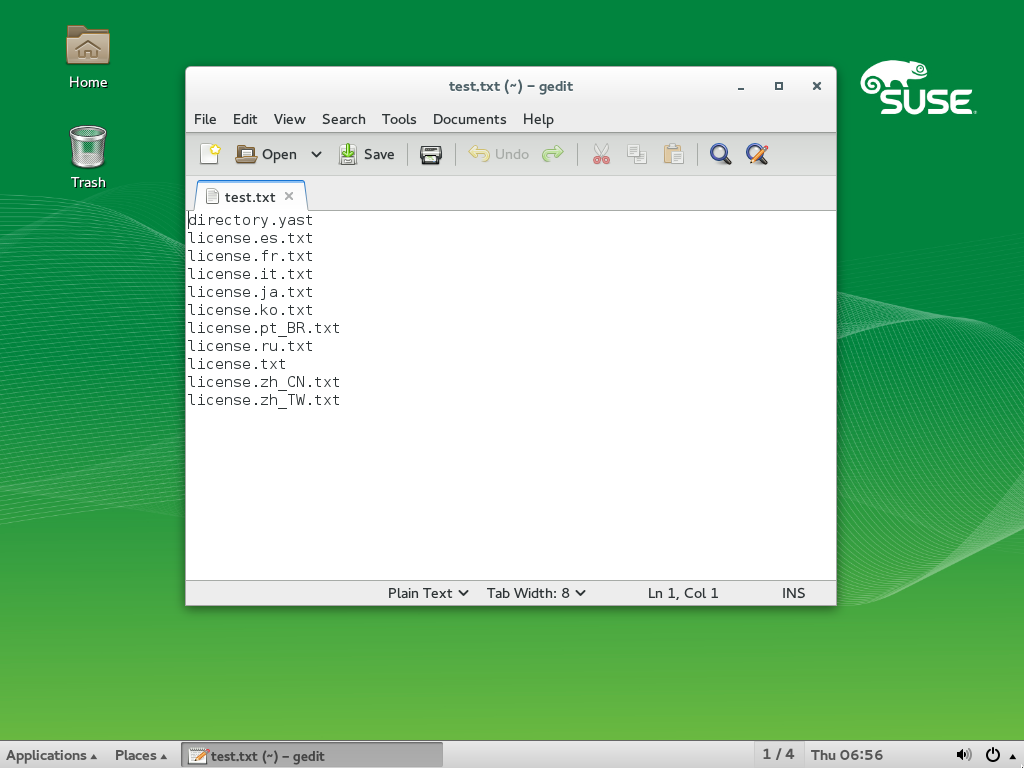 Home
Trash
SUSE
test.txt (~) – gedit
File Edit View Search Tools Documents Help
Open Save Undo
test.txt
directory.yast
license.es.txt
license.fr.txt
license.it.txt
license.ja.txt
license.ko.txt
license.pt_BR.txt
license.ru.txt
license.txt
license.zh_CN.txt
license.zh_TW.txt
Plain Text Tab Width: 8 Ln 1, Col 1 INS
Applications Places test.txt (~) – gedit 1 / 4 Thu 06:56